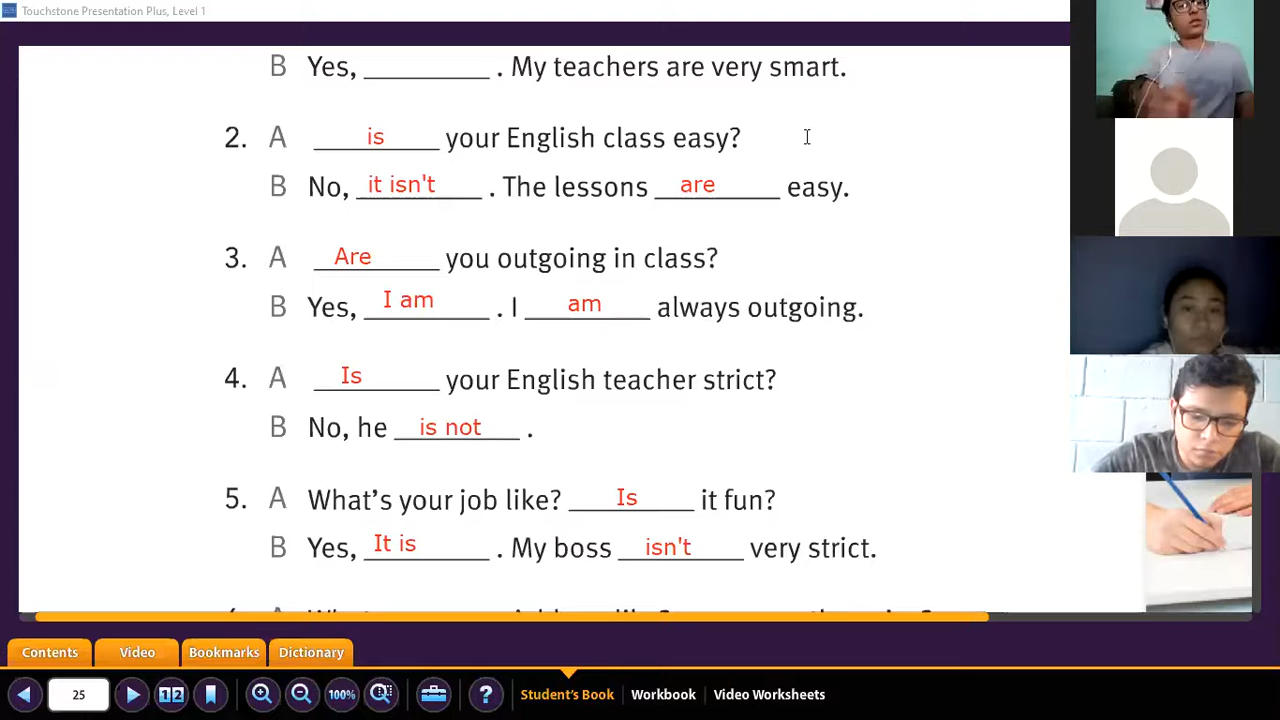 Touchstone Presentation Plus, Level 1
B Yes, __________ . My teachers are very smart.
2. A is your English class easy?
B No, it isn't . The lessons are easy.
3. A Are you outgoing in class?
B Yes, I am . I am always outgoing.
4. A Is your English teacher strict?
B No, he is not .
5. A What's your job like? Is it fun?
B Yes, It is . My boss isn't very strict.
Contents Video Bookmarks Dictionary
25 12 100% ? Student's Book Workbook Video Worksheets